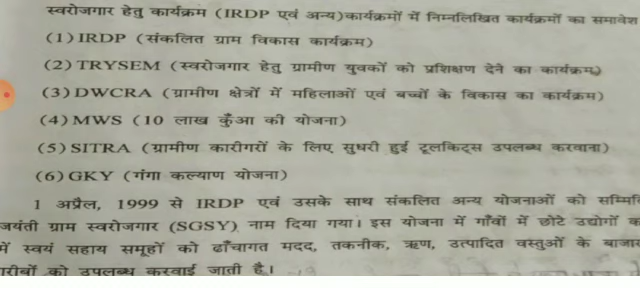 स्वरोजगार हेतु कार्यक्रम (IRDP एवं अन्य)कार्यक्रमों में निम्नलिखित कार्यक्रमों का समावेश
(1) IRDP (संकलित ग्राम विकास कार्यक्रम)
(2) TRYSEM (स्वरोजगार हेतु ग्रामीण युवकों को प्रशिक्षण देने का कार्यक्रम)
(3) DWCRA (ग्रामीण क्षेत्रों में महिलाओं एवं बच्चों के विकास का कार्यक्रम)
(4) MWS (10 लाख कुँआ की योजना)
(5) SITRA (ग्रामीण कारीगरों के लिए सुधरी हुई टूलकिट्स उपलब्ध करवाना)
(6) GKY (गंगा कल्याण योजना)
1 अप्रैल, 1999 से IRDP एवं उसके साथ संकलित अन्य योजनाओं को
जयंती ग्राम स्वरोजगार (SGSY) नाम दिया गया। इस योजना में गाँवों में छोटे उद्योगों
में स्वयं सहाय समूहों को ढाँचागत मदद, तकनीक, ऋण, उत्पादित वस्तुओं के
को उपलब्ध करवाई जाती है।